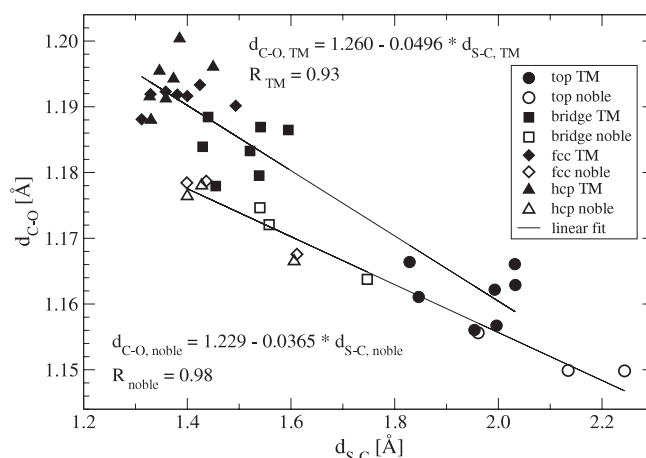 1.20
1.19
1.18
1.17
1.16
1.15
d_C-O [Å]
d_C-O, TM = 1.260 - 0.0496 * d_S-C, TM
R_TM = 0.93
top TM
top noble
bridge TM
bridge noble
fcc TM
fcc noble
hcp TM
hcp noble
linear fit
d_C-O, noble = 1.229 - 0.0365 * d_S-C, noble
R_noble = 0.98
1.2 1.4 1.6 1.8 2.0 2.2
d_S-C [Å]